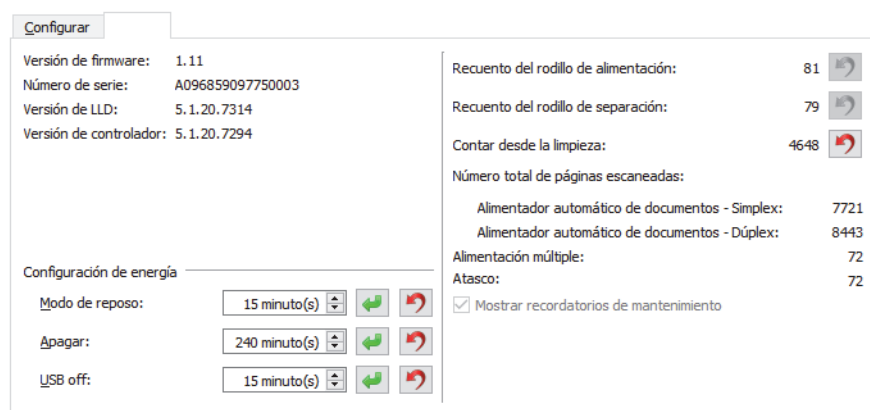 Configurar
Versión de firmware: 1.11
Número de serie: A096859097750003
Versión de LLD: 5.1.20.7314
Versión de controlador: 5.1.20.7294
Configuración de energía
Modo de reposo: 15 minuto(s)
Apagar: 240 minuto(s)
USB off: 15 minuto(s)
Recuento del rodillo de alimentación: 81
Recuento del rodillo de separación: 79
Contar desde la limpieza: 4648
Número total de páginas escaneadas:
Alimentador automático de documentos - Simplex: 7721
Alimentador automático de documentos - Dúplex: 8443
Alimentación múltiple: 72
Atasco: 72
Mostrar recordatorios de mantenimiento